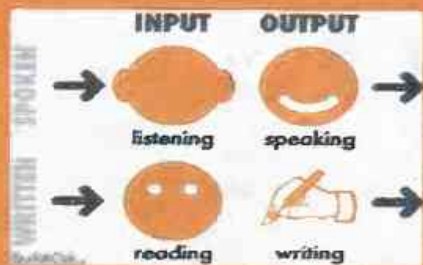 INPUT OUTPUT
SPOKEN
listening speaking
WRITTEN
reading writing